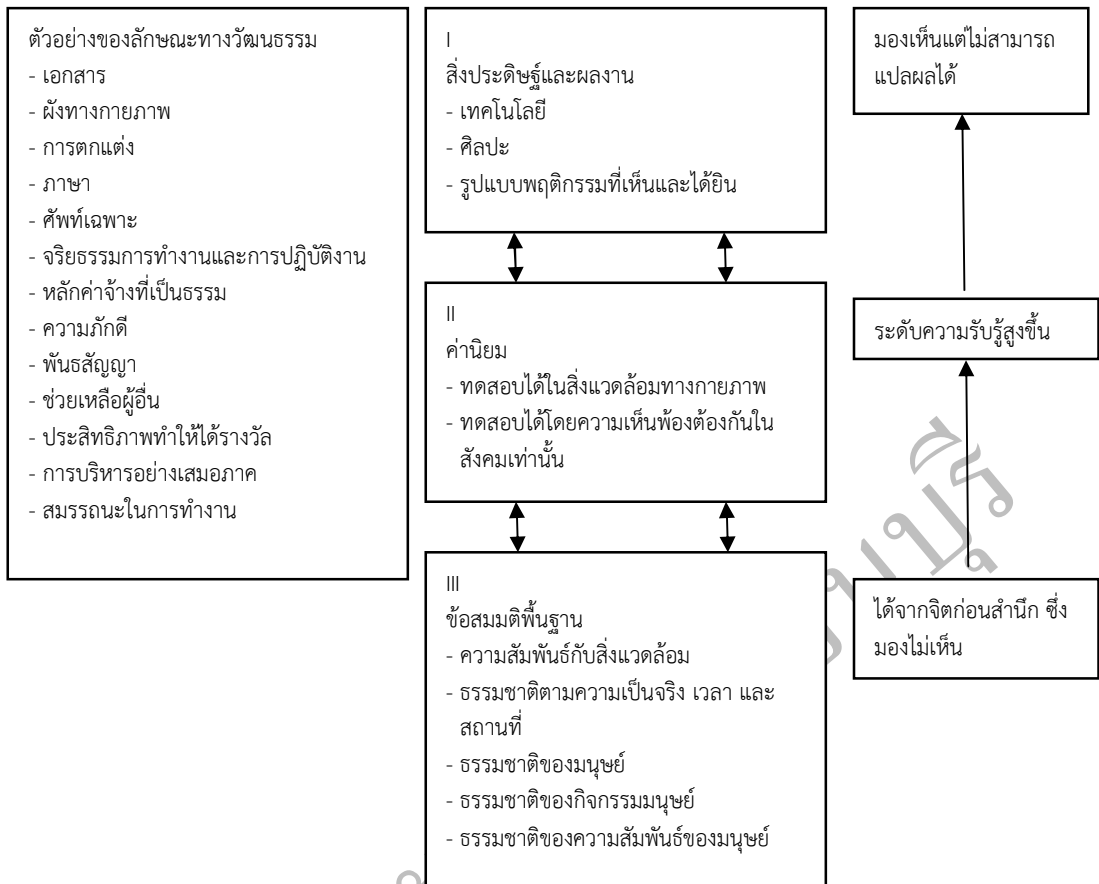 ตัวอย่างของลักษณะทางวัฒนธรรม
- เอกสาร
- ผังทางกายภาพ
- การตกแต่ง
- ภาษา
- ศัพท์เฉพาะ
- จริยธรรมการทำงานและการปฏิบัติงาน
- หลักค่าจ้างที่เป็นธรรม
- ความภักดี
- พันธสัญญา
- ช่วยเหลือผู้อื่น
- ประสิทธิภาพทำให้ได้รางวัล
- การบริหารอย่างเสมอภาค
- สมรรถนะในการทำงาน
I
สิ่งประดิษฐ์และผลงาน
- เทคโนโลยี
- ศิลปะ
- รูปแบบพฤติกรรมที่เห็นและได้ยิน
II
ค่านิยม
- ทดสอบได้ในสิ่งแวดล้อมทางกายภาพ
- ทดสอบได้โดยความเห็นพ้องต้องกันใน
สังคมเท่านั้น
III
ข้อสมมติพื้นฐาน
- ความสัมพันธ์กับสิ่งแวดล้อม
- ธรรมชาติตามความเป็นจริง เวลา และ
สถานที่
- ธรรมชาติของมนุษย์
- ธรรมชาติของกิจกรรมมนุษย์
- ธรรมชาติของความสัมพันธ์ของมนุษย์
มองเห็นแต่ไม่สามารถ
แปลผลได้
ระดับความรับรู้สูงขึ้น
ได้จากจิตก่อนสำนึก ซึ่ง
มองไม่เห็น